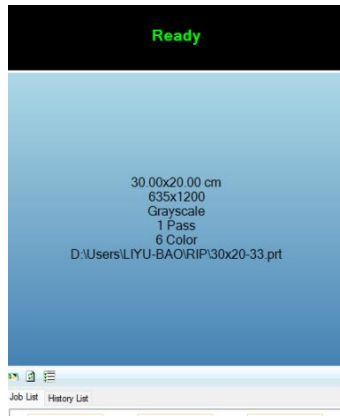 Ready
30.00x20.00 cm
635x1200
Grayscale
1 Pass
6 Color
D:\Users\LIYU-BAO\RIP\30x20-33.prt
Job List History List